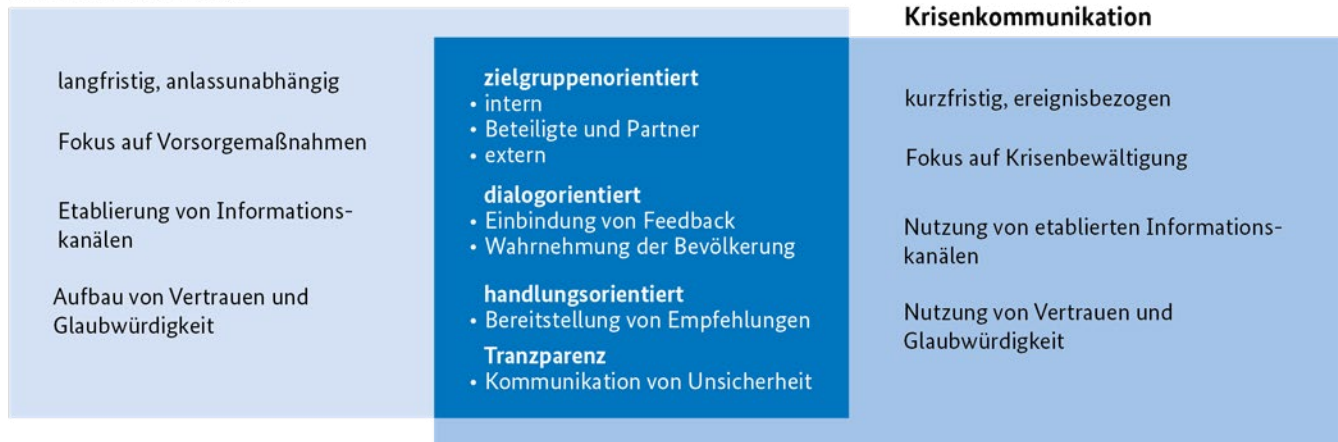 Krisenkommunikation
langfristig, anlassunabhängig
Fokus auf Vorsorgemaßnahmen
Etablierung von Informations-
kanälen
Aufbau von Vertrauen und
Glaubwürdigkeit
zielgruppenorientiert
• intern
• Beteiligte und Partner
• extern
dialogorientiert
• Einbindung von Feedback
• Wahrnehmung der Bevölkerung
handlungsorientiert
• Bereitstellung von Empfehlungen
Tranzparenz
• Kommunikation von Unsicherheit
kurzfristig, ereignisbezogen
Fokus auf Krisenbewältigung
Nutzung von etablierten Informations-
kanälen
Nutzung von Vertrauen und
Glaubwürdigkeit